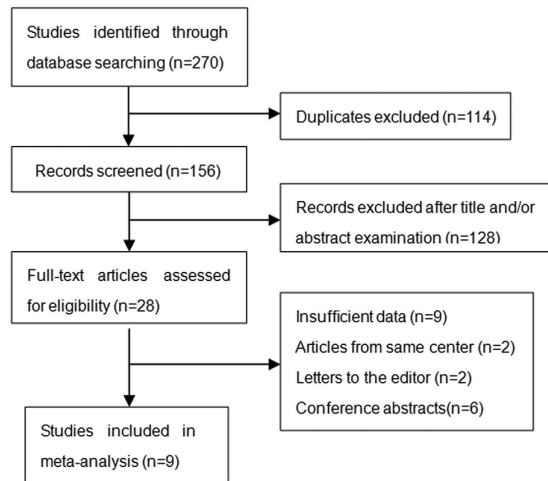 Studies identified through
database searching (n=270)
Duplicates excluded (n=114)
Records screened (n=156)
Records excluded after title and/or
abstract examination (n=128)
Full-text articles assessed
for eligibility (n=28)
Insufficient data (n=9)
Articles from same center (n=2)
Letters to the editor (n=2)
Conference abstracts(n=6)
Studies included in
meta-analysis (n=9)